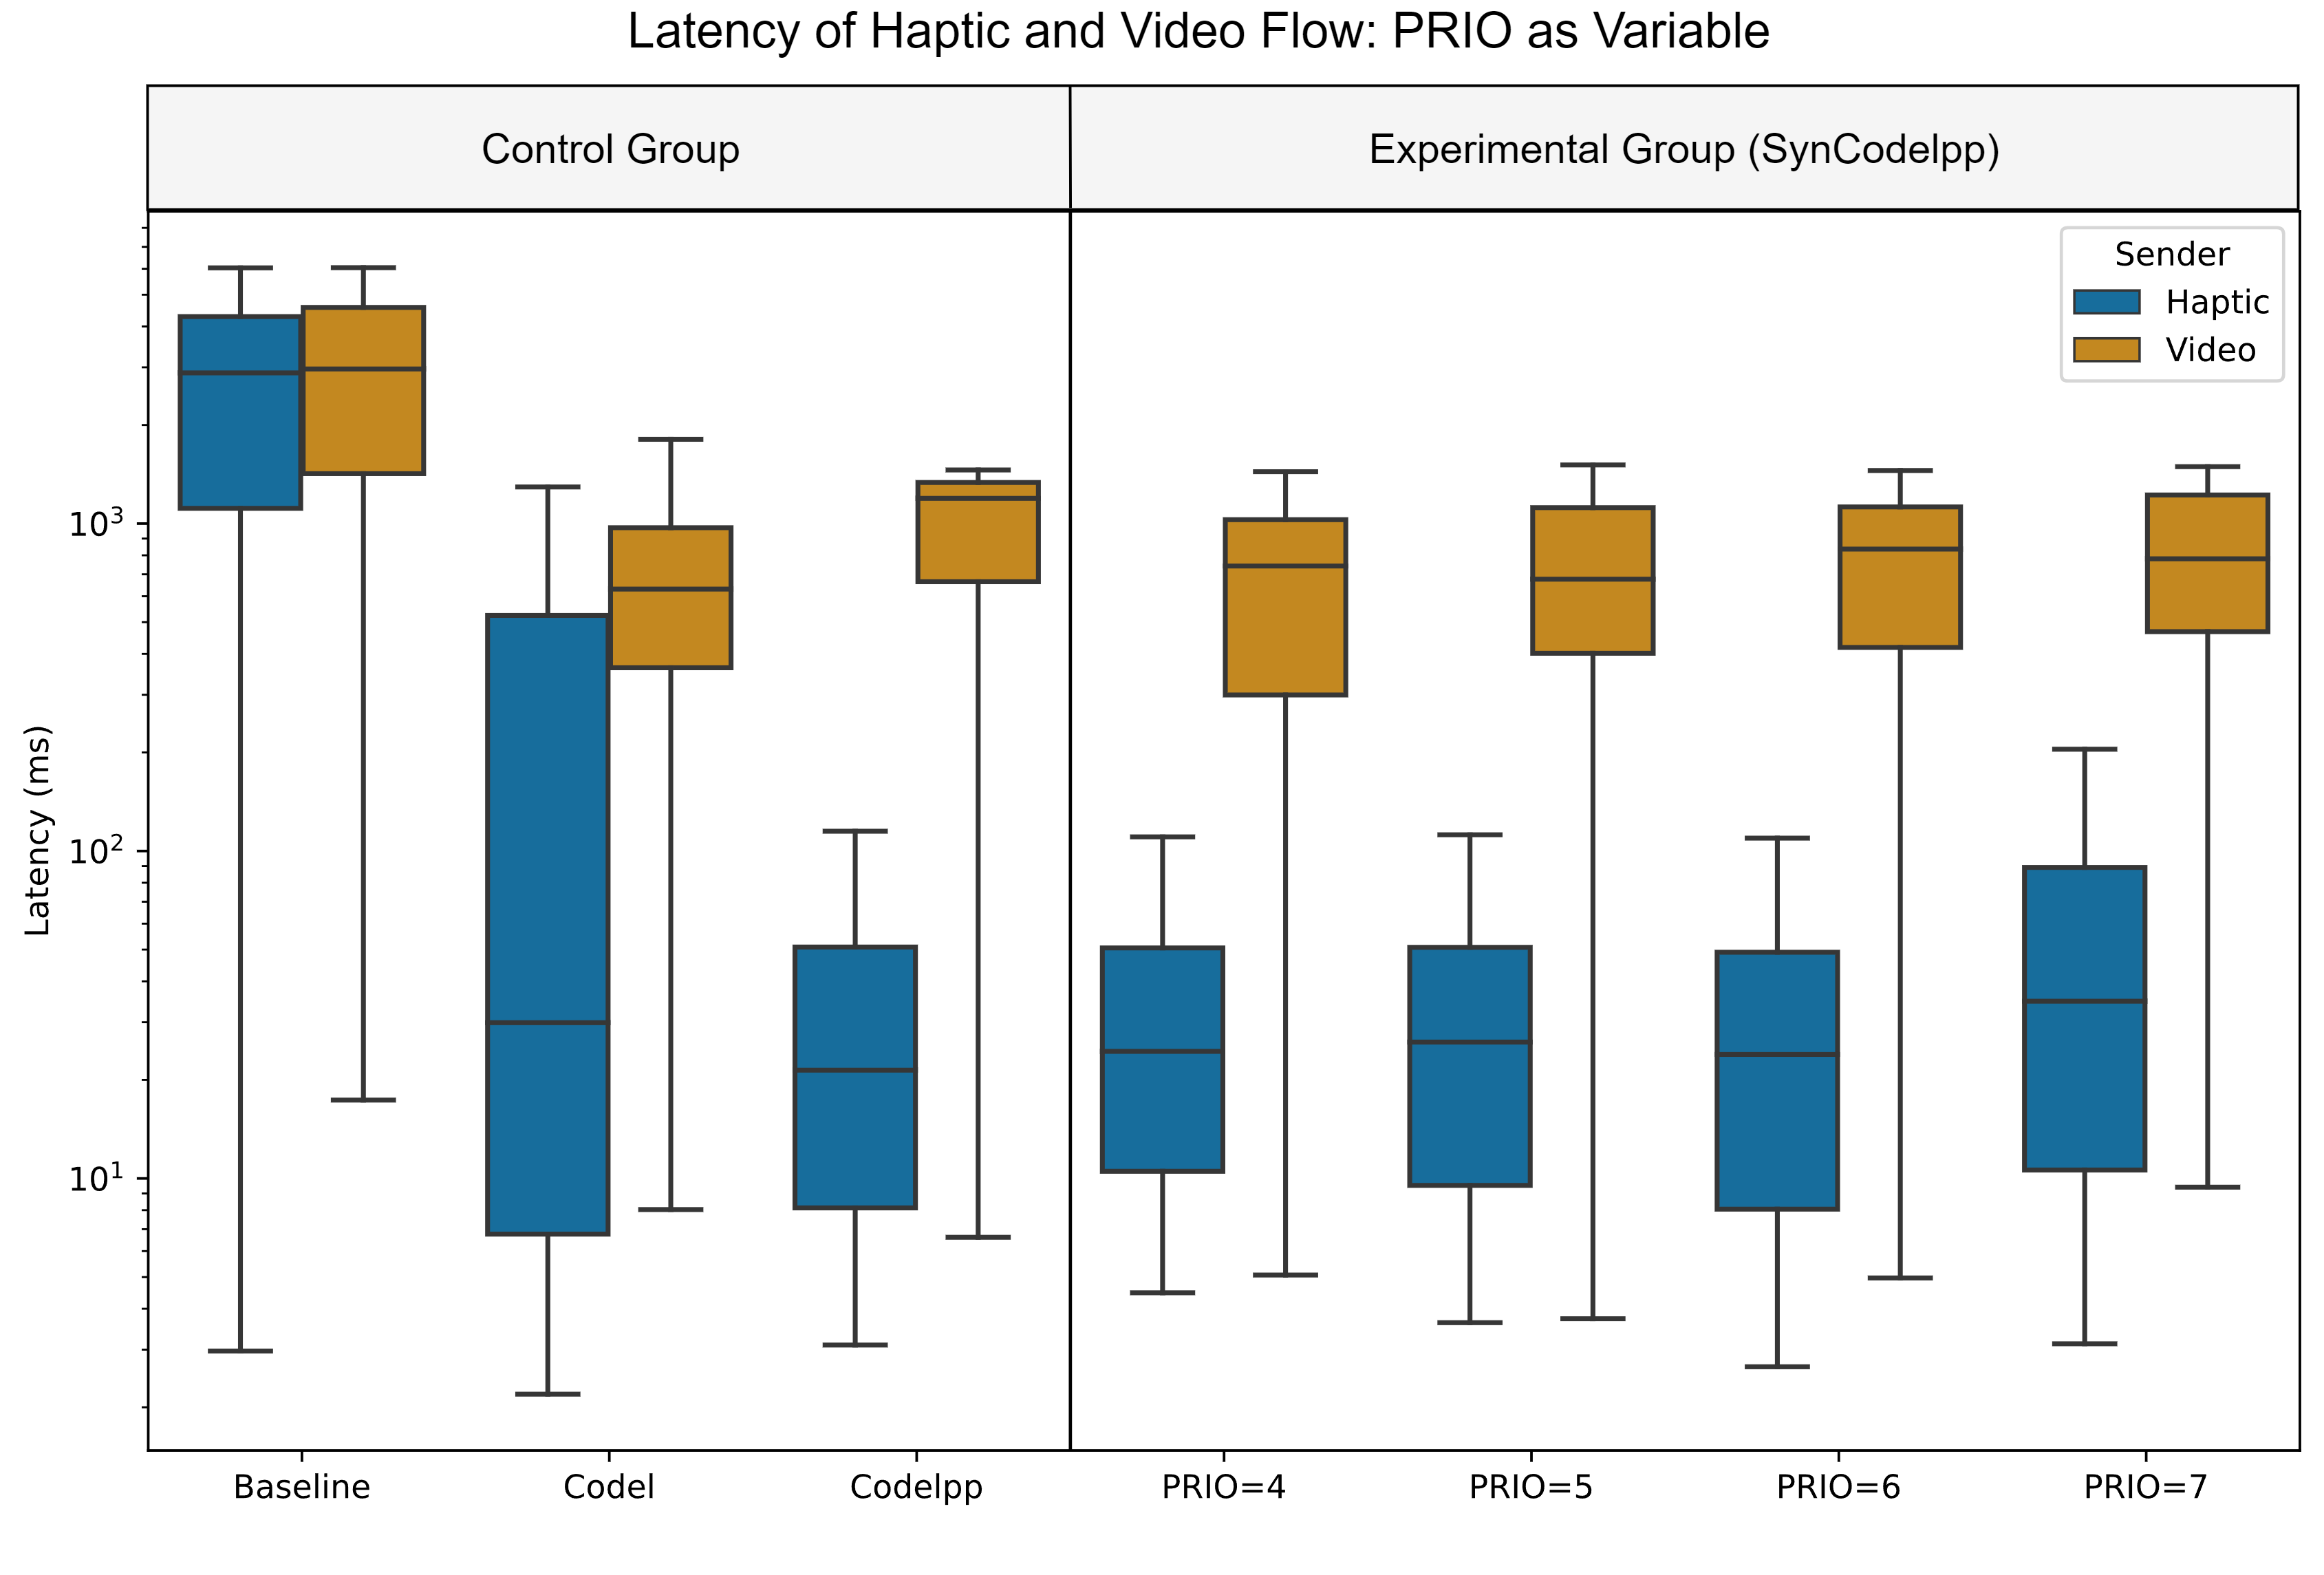 Latency of Haptic and Video Flow: PRIO as Variable
Control Group
Experimental Group (SynCodelpp)
Sender
Haptic
Video
Latency (ms)
10³
10²
10¹
Baseline
Codel
Codelpp
PRIO=4
PRIO=5
PRIO=6
PRIO=7